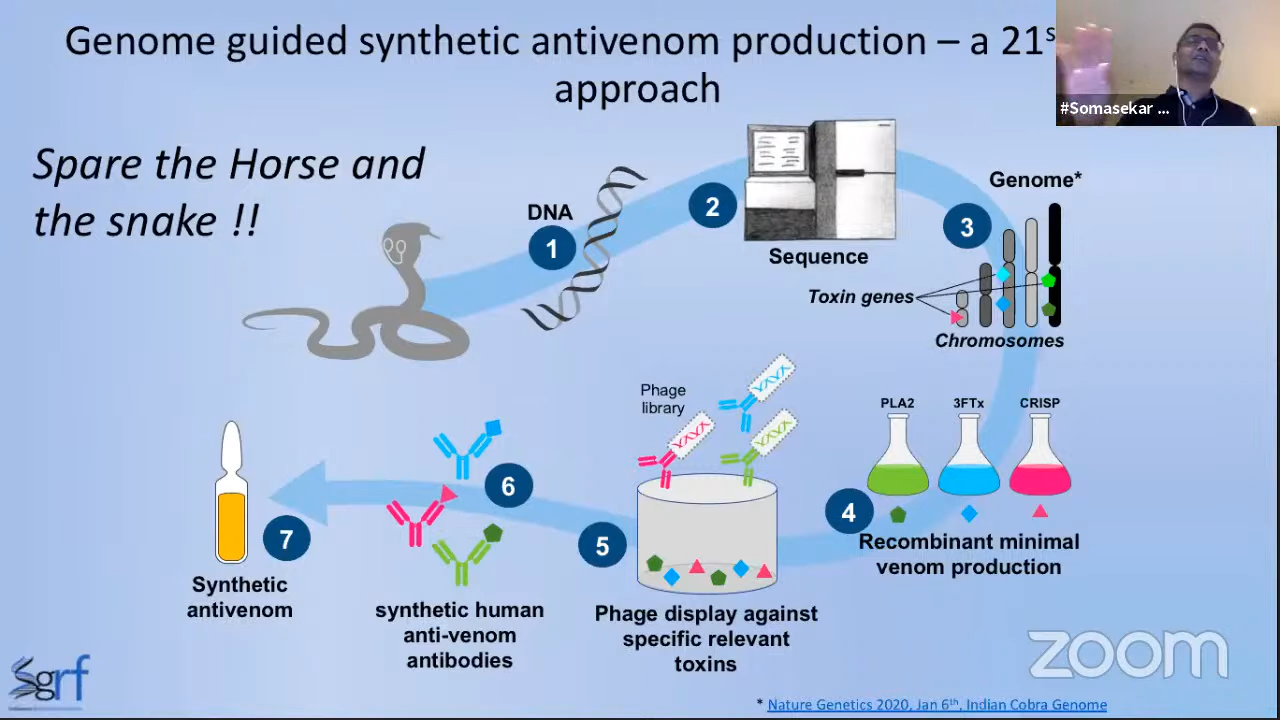 Genome guided synthetic antivenom production – a 21s
approach
#Somasekar ...
Spare the Horse and
the snake !!
DNA
1
2
Sequence
Genome*
3
Toxin genes
Chromosomes
PLA2 3FTx CRISP
4
Recombinant minimal
venom production
Phage
library
5
Phage display against
specific relevant
toxins
6
synthetic human
anti-venom
antibodies
7
Synthetic
antivenom
zoom
Sgrf
* Nature Genetics 2020, Jan 6th, Indian Cobra Genome